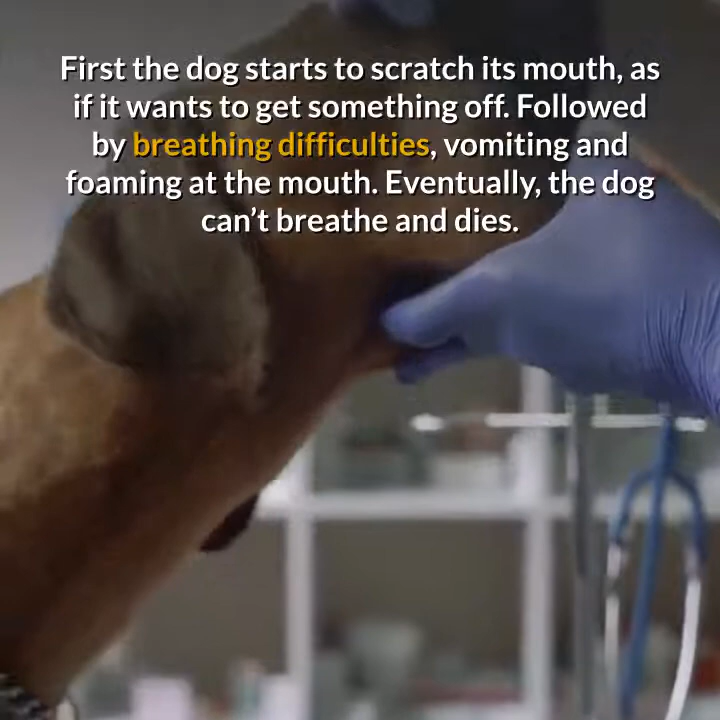 First the dog starts to scratch its mouth, as
if it wants to get something off. Followed
by breathing difficulties, vomiting and
foaming at the mouth. Eventually, the dog
can’t breathe and dies.